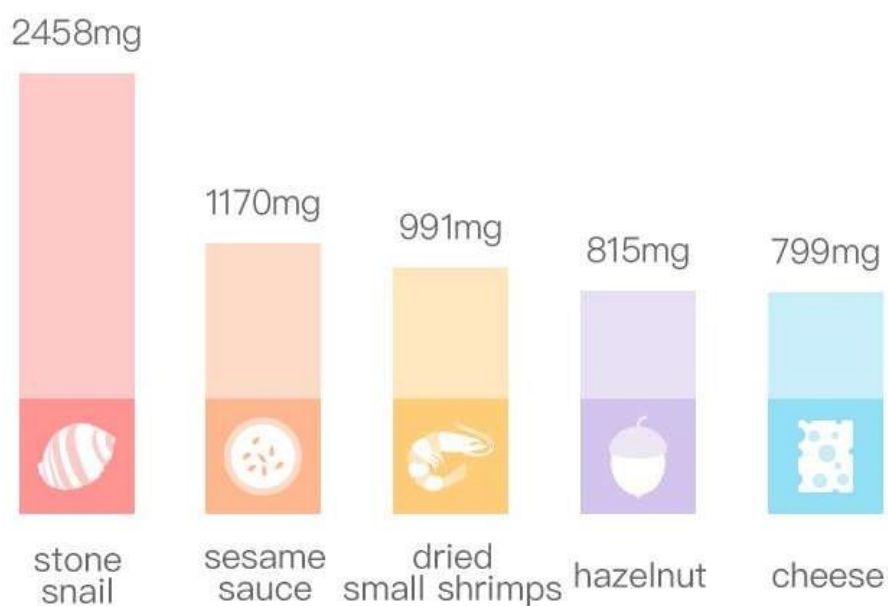 2458mg
1170mg
991mg
815mg
799mg
stone
snail
sesame
sauce
dried
small shrimps
hazelnut
cheese